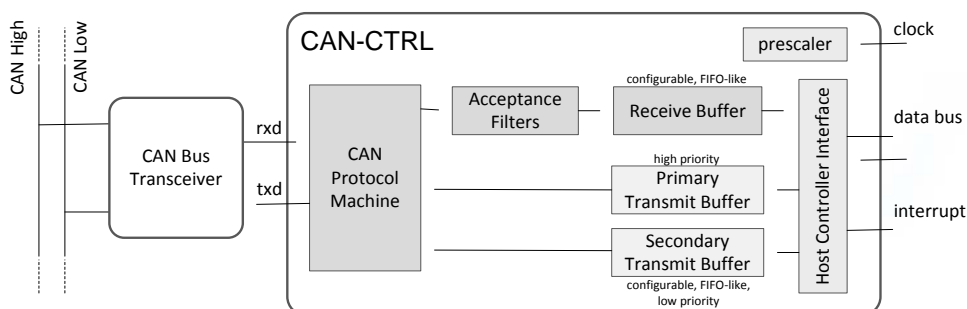 CAN High
CAN Low
CAN Bus
Transceiver
rxd
txd
CAN-CTRL
CAN
Protocol
Machine
Acceptance
Filters
configurable, FIFO-like
Receive Buffer
high priority
Primary
Transmit Buffer
Secondary
Transmit Buffer
configurable, FIFO-like,
low priority
prescaler
Host Controller Interface
clock
data bus
interrupt